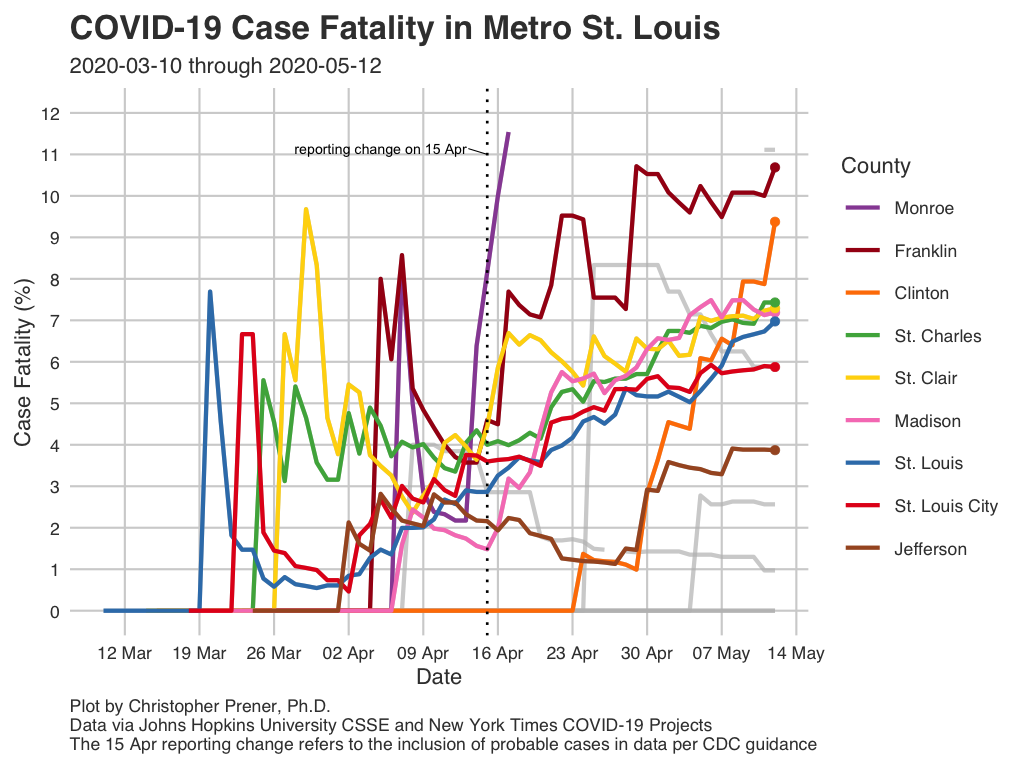 COVID-19 Case Fatality in Metro St. Louis
2020-03-10 through 2020-05-12
12
11
10
9
8
7
6
5
4
3
2
1
0
Case Fatality (%)
reporting change on 15 Apr
12 Mar
19 Mar
26 Mar
02 Apr
09 Apr
16 Apr
23 Apr
30 Apr
07 May
14 May
Date
County
Monroe
Franklin
Clinton
St. Charles
St. Clair
Madison
St. Louis
St. Louis City
Jefferson
Plot by Christopher Prener, Ph.D.
Data via Johns Hopkins University CSSE and New York Times COVID-19 Projects
The 15 Apr reporting change refers to the inclusion of probable cases in data per CDC guidance